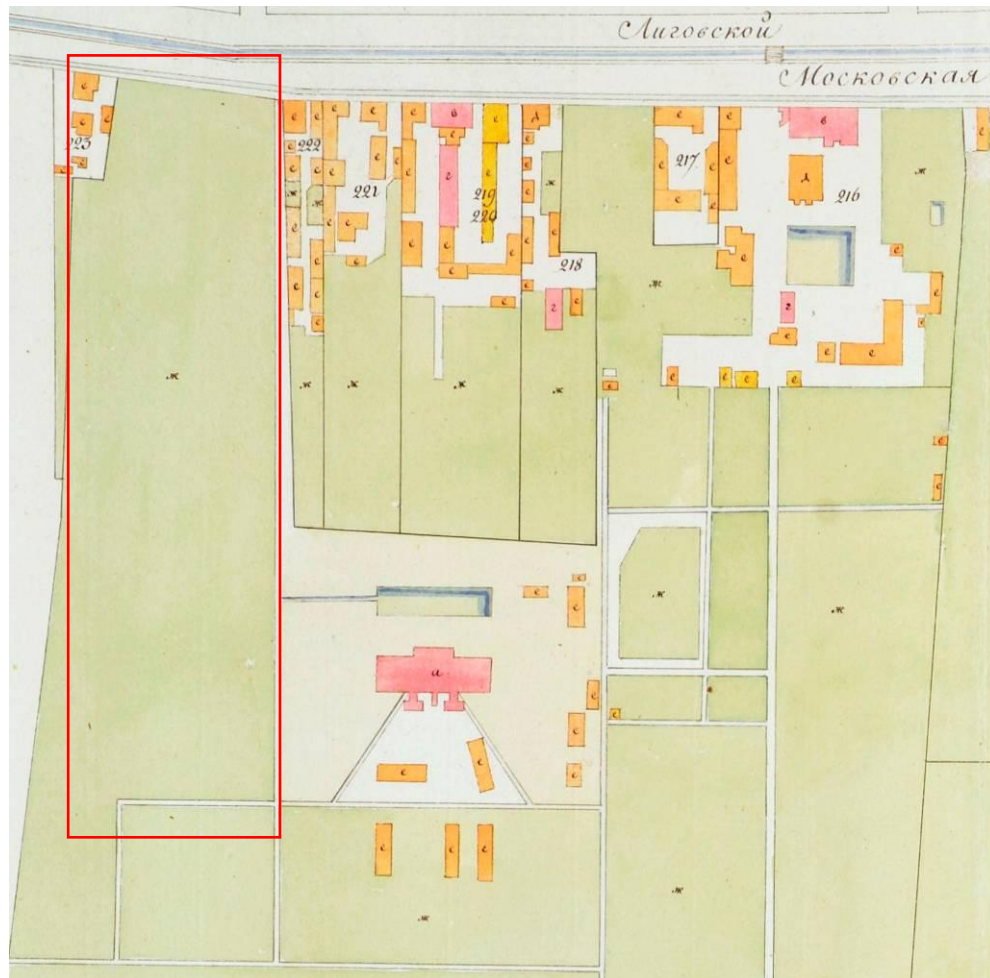 Лиговской
Московская
223
222
221
219
220
218
217.
216
а
в
г
в
г
г
д
д
е
е
е
ж
ж
ж
ж
ж
ж
ж
ж
ж
ж
ж